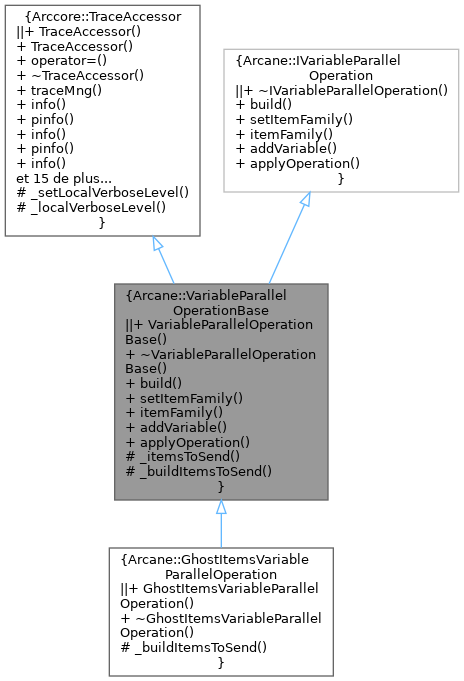 {Arccore::TraceAccessor
||+ TraceAccessor()
+ TraceAccessor()
+ operator=()
+ ~TraceAccessor()
+ traceMng()
+ info()
+ pinfo()
+ info()
+ pinfo()
+ info()
et 15 de plus...
# _setLocalVerboseLevel()
# _localVerboseLevel()
}
{Arcane::IVariableParallel
Operation
||+ ~IVariableParallelOperation()
+ build()
+ setItemFamily()
+ itemFamily()
+ addVariable()
+ applyOperation()
}
{Arcane::VariableParallel
OperationBase
||+ VariableParallelOperation
Base()
+ ~VariableParallelOperation
Base()
+ build()
+ setItemFamily()
+ itemFamily()
+ addVariable()
+ applyOperation()
# _itemsToSend()
# _buildItemsToSend()
}
{Arcane::GhostItemsVariable
ParallelOperation
||+ GhostItemsVariableParallel
Operation()
+ ~GhostItemsVariableParallel
Operation()
# _buildItemsToSend()
}